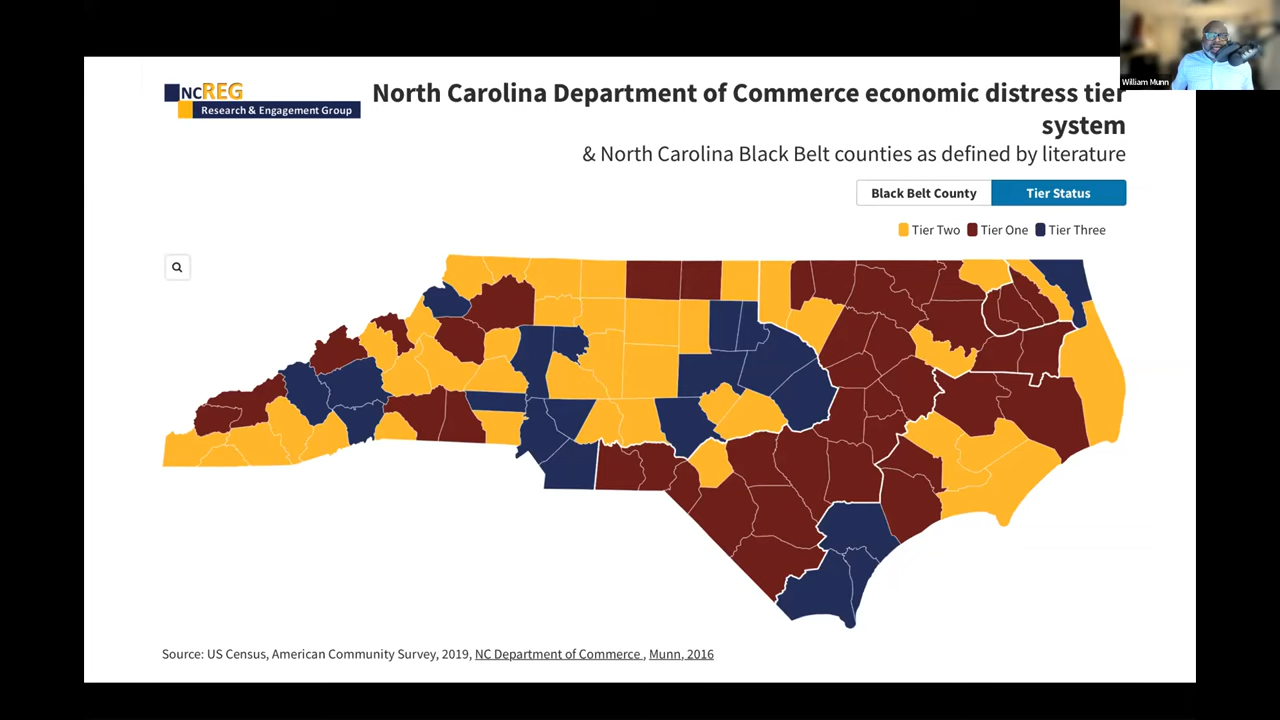 William Munn
NCREG
Research & Engagement Group
North Carolina Department of Commerce economic distress tier
system
& North Carolina Black Belt counties as defined by literature
Black Belt County
Tier Status
Tier Two
Tier One
Tier Three
Source: US Census, American Community Survey, 2019, NC Department of Commerce , Munn, 2016